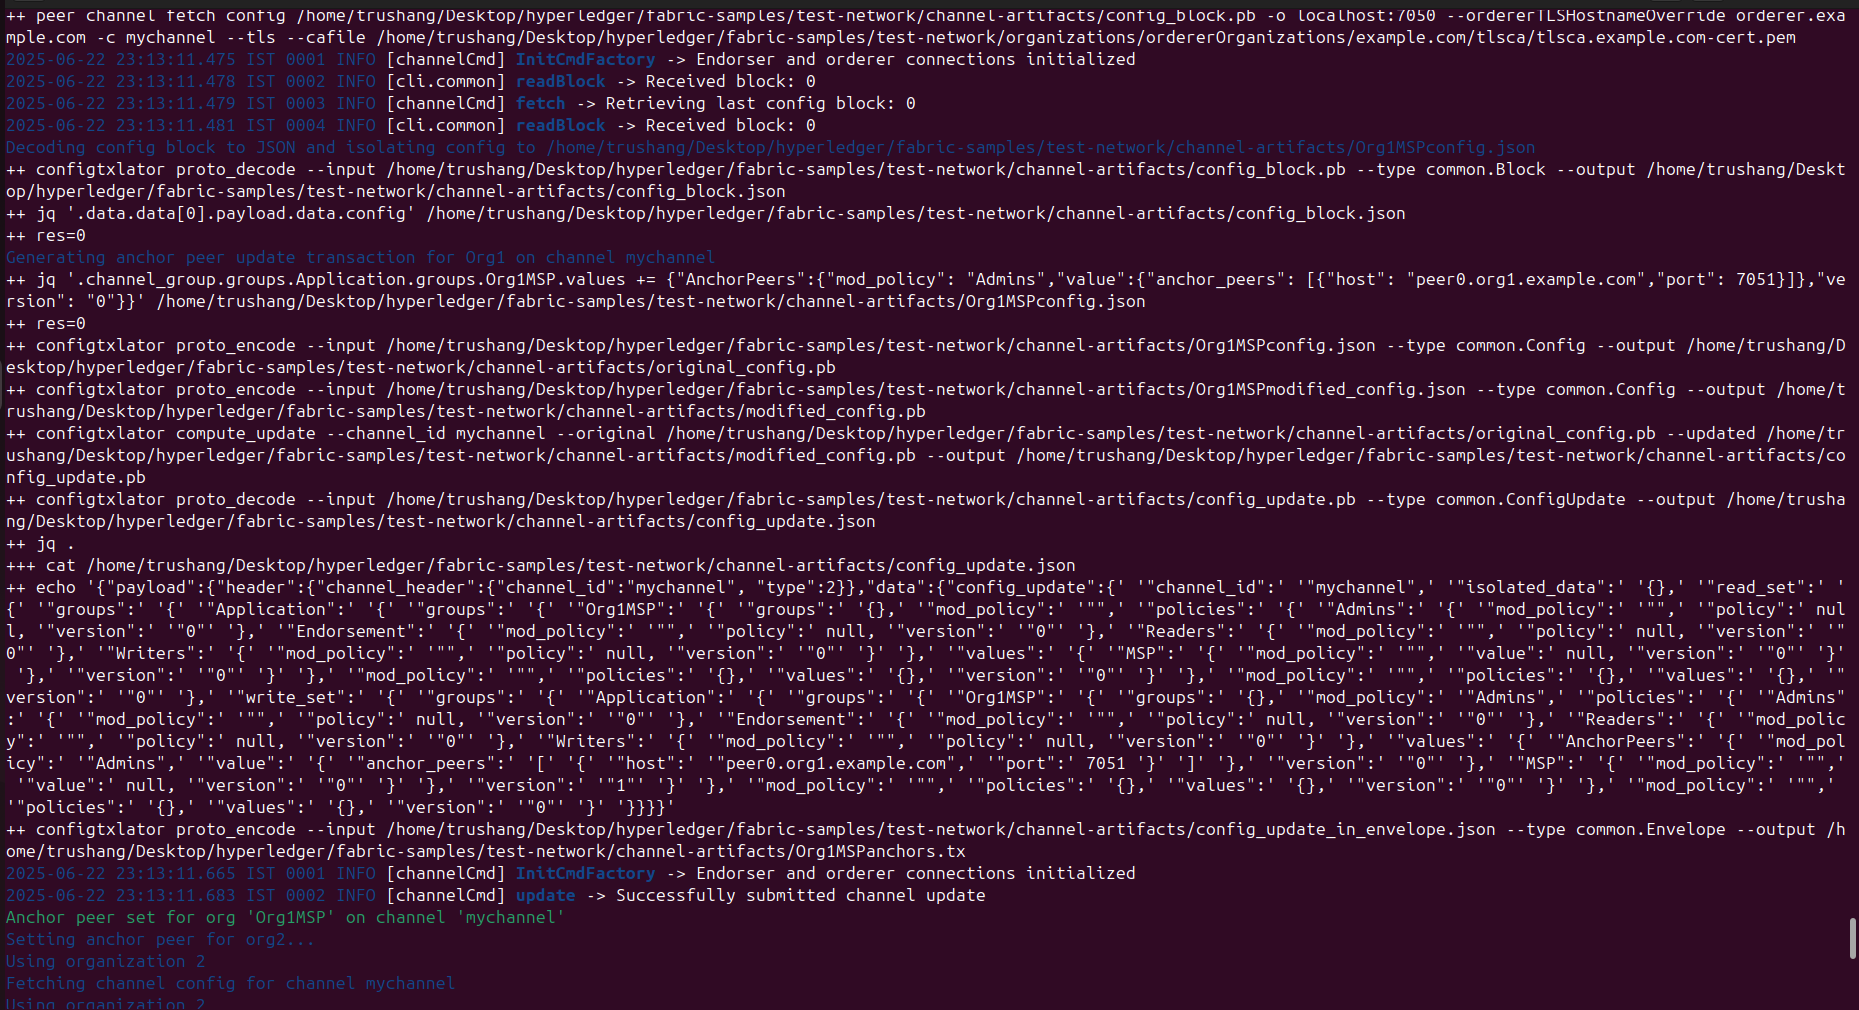 ++ peer channel fetch config /home/trushang/Desktop/hyperledger/fabric-samples/test-network/channel-artifacts/config_block.pb -o localhost:7050 --ordererTLSHostnameOverride orderer.exa
mple.com -c mychannel --tls --cafile /home/trushang/Desktop/hyperledger/fabric-samples/test-network/organizations/ordererOrganizations/example.com/tlsca/tlsca.example.com-cert.pem
2025-06-22 23:13:11.475 IST 0001 INFO [channelCmd] InitCmdFactory -> Endorser and orderer connections initialized
2025-06-22 23:13:11.478 IST 0002 INFO [cli.common] readBlock -> Received block: 0
2025-06-22 23:13:11.479 IST 0003 INFO [channelCmd] fetch -> Retrieving last config block: 0
2025-06-22 23:13:11.481 IST 0004 INFO [cli.common] readBlock -> Received block: 0
Decoding config block to JSON and isolating config to /home/trushang/Desktop/hyperledger/fabric-samples/test-network/channel-artifacts/Org1MSPconfig.json
++ configtxlator proto_decode --input /home/trushang/Desktop/hyperledger/fabric-samples/test-network/channel-artifacts/config_block.pb --type common.Block --output /home/trushang/Deskt
op/hyperledger/fabric-samples/test-network/channel-artifacts/config_block.json
++ jq '.data.data[0].payload.data.config' /home/trushang/Desktop/hyperledger/fabric-samples/test-network/channel-artifacts/config_block.json
++ res=0
Generating anchor peer update transaction for Org1 on channel mychannel
++ jq '.channel_group.groups.Application.groups.Org1MSP.values += {"AnchorPeers":{"mod_policy": "Admins","value":{"anchor_peers": [{"host": "peer0.org1.example.com","port": 7051}]},"ve
rsion": "0"}}' /home/trushang/Desktop/hyperledger/fabric-samples/test-network/channel-artifacts/Org1MSPconfig.json
++ res=0
++ configtxlator proto_encode --input /home/trushang/Desktop/hyperledger/fabric-samples/test-network/channel-artifacts/Org1MSPconfig.json --type common.Config --output /home/trushang/D
esktop/hyperledger/fabric-samples/test-network/channel-artifacts/original_config.pb
++ configtxlator proto_encode --input /home/trushang/Desktop/hyperledger/fabric-samples/test-network/channel-artifacts/Org1MSPmodified_config.json --type common.Config --output /home/t
rushang/Desktop/hyperledger/fabric-samples/test-network/channel-artifacts/modified_config.pb
++ configtxlator compute_update --channel_id mychannel --original /home/trushang/Desktop/hyperledger/fabric-samples/test-network/channel-artifacts/original_config.pb --updated /home/tr
ushang/Desktop/hyperledger/fabric-samples/test-network/channel-artifacts/modified_config.pb --output /home/trushang/Desktop/hyperledger/fabric-samples/test-network/channel-artifacts/co
nfig_update.pb
++ configtxlator proto_decode --input /home/trushang/Desktop/hyperledger/fabric-samples/test-network/channel-artifacts/config_update.pb --type common.ConfigUpdate --output /home/trusha
ng/Desktop/hyperledger/fabric-samples/test-network/channel-artifacts/config_update.json
++ jq .
+++ cat /home/trushang/Desktop/hyperledger/fabric-samples/test-network/channel-artifacts/config_update.json
++ echo '{"payload":{"header":{"channel_header":{"channel_id":"mychannel", "type":2}},"data":{"config_update":{' '"channel_id":' '"mychannel",' '"isolated_data":' '{},' '"read_set":' '
{' '"groups":' '{' '"Application":' '{' '"groups":' '{' '"Org1MSP":' '{' '"groups":' '{},' '"mod_policy":' '"",' '"policies":' '{' '"Admins":' '{' '"mod_policy":' '"",' '"policy":' nul
l, '"version":' '"0"' '},' '"Endorsement":' '{' '"mod_policy":' '"",' '"policy":' null, '"version":' '"0"' '},' '"Readers":' '{' '"mod_policy":' '"",' '"policy":' null, '"version":' '"
0"' '},' '"Writers":' '{' '"mod_policy":' '"",' '"policy":' null, '"version":' '"0"' '}' '},' '"values":' '{' '"MSP":' '{' '"mod_policy":' '"",' '"value":' null, '"version":' '"0"' '}'
 '},' '"version":' '"0"' '}' '},' '"mod_policy":' '"",' '"policies":' '{},' '"values":' '{},' '"version":' '"0"' '}' '},' '"mod_policy":' '"",' '"policies":' '{},' '"values":' '{},' '"
version":' '"0"' '},' '"write_set":' '{' '"groups":' '{' '"Application":' '{' '"groups":' '{' '"Org1MSP":' '{' '"groups":' '{},' '"mod_policy":' '"Admins",' '"policies":' '{' '"Admins"
:' '{' '"mod_policy":' '"",' '"policy":' null, '"version":' '"0"' '},' '"Endorsement":' '{' '"mod_policy":' '"",' '"policy":' null, '"version":' '"0"' '},' '"Readers":' '{' '"mod_polic
y":' '"",' '"policy":' null, '"version":' '"0"' '},' '"Writers":' '{' '"mod_policy":' '"",' '"policy":' null, '"version":' '"0"' '}' '},' '"values":' '{' '"AnchorPeers":' '{' '"mod_pol
icy":' '"Admins",' '"value":' '{' '"anchor_peers":' '[' '{' '"host":' '"peer0.org1.example.com",' '"port":' 7051 '}' ']' '},' '"version":' '"0"' '},' '"MSP":' '{' '"mod_policy":' '"",'
 '"value":' null, '"version":' '"0"' '}' '},' '"version":' '"1"' '}' '},' '"mod_policy":' '"",' '"policies":' '{},' '"values":' '{},' '"version":' '"0"' '}' '},' '"mod_policy":' '"",'
'"policies":' '{},' '"values":' '{},' '"version":' '"0"' '}' '}}}}'
++ configtxlator proto_encode --input /home/trushang/Desktop/hyperledger/fabric-samples/test-network/channel-artifacts/config_update_in_envelope.json --type common.Envelope --output /h
ome/trushang/Desktop/hyperledger/fabric-samples/test-network/channel-artifacts/Org1MSPanchors.tx
2025-06-22 23:13:11.665 IST 0001 INFO [channelCmd] InitCmdFactory -> Endorser and orderer connections initialized
2025-06-22 23:13:11.683 IST 0002 INFO [channelCmd] update -> Successfully submitted channel update
Anchor peer set for org 'Org1MSP' on channel 'mychannel'
Setting anchor peer for org2...
Using organization 2
Fetching channel config for channel mychannel
Using organization 2